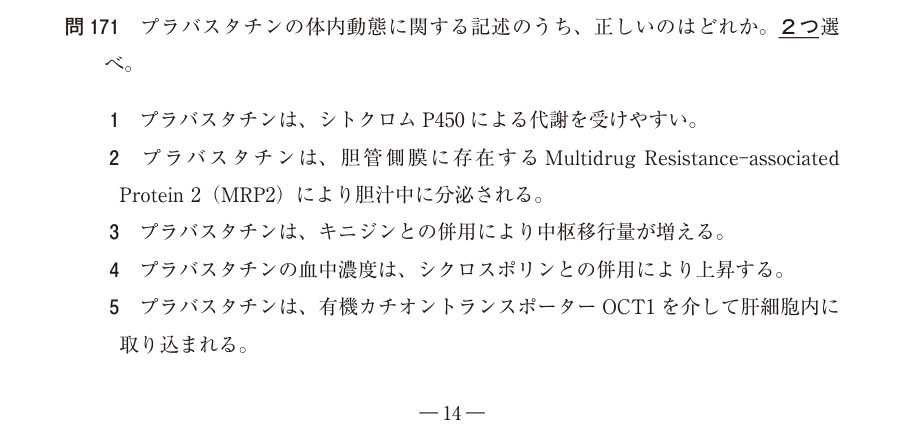 問 171　プラバスタチンの体内動態に関する記述のうち、正しいのはどれか。２つ選
べ。
1　プラバスタチンは、シトクロム P450 による代謝を受けやすい。
2　プラバスタチンは、胆管側膜に存在する Multidrug Resistance-associated
Protein 2（MRP2）により胆汁中に分泌される。
3　プラバスタチンは、キニジンとの併用により中枢移行量が増える。
4　プラバスタチンの血中濃度は、シクロスポリンとの併用により上昇する。
5　プラバスタチンは、有機カチオントランスポーター OCT1 を介して肝細胞内に
取り込まれる。
— 14 —